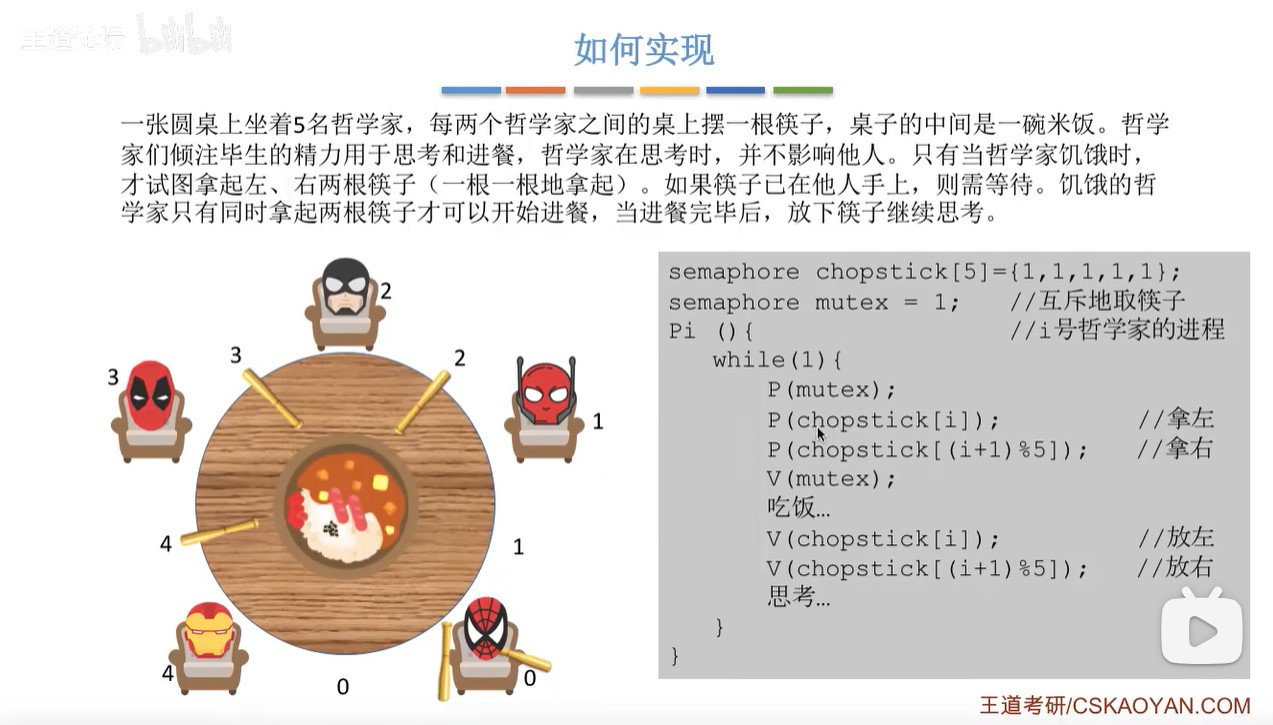 王道论坛 bilibili
如何实现
一张圆桌上坐着5名哲学家，每两个哲学家之间的桌上摆一根筷子，桌子的中间是一碗米饭。哲学
家们倾注毕生的精力用于思考和进餐，哲学家在思考时，并不影响他人。只有当哲学家饥饿时，
才试图拿起左、右两根筷子（一根一根地拿起）。如果筷子已在他人手上，则需等待。饥饿的哲
学家只有同时拿起两根筷子才可以开始进餐，当进餐完毕后，放下筷子继续思考。
2
3
2
3
1
4
1
4
0
0
semaphore chopstick[5]={1,1,1,1,1};
semaphore mutex = 1; //互斥地取筷子
Pi (){ //i号哲学家的进程
while(1){
P(mutex);
P(chopstick[i]); //拿左
P(chopstick[(i+1)%5]); //拿右
V(mutex);
吃饭…
V(chopstick[i]); //放左
V(chopstick[(i+1)%5]); //放右
思考…
}
}
王道考研/CSKAOYAN.COM